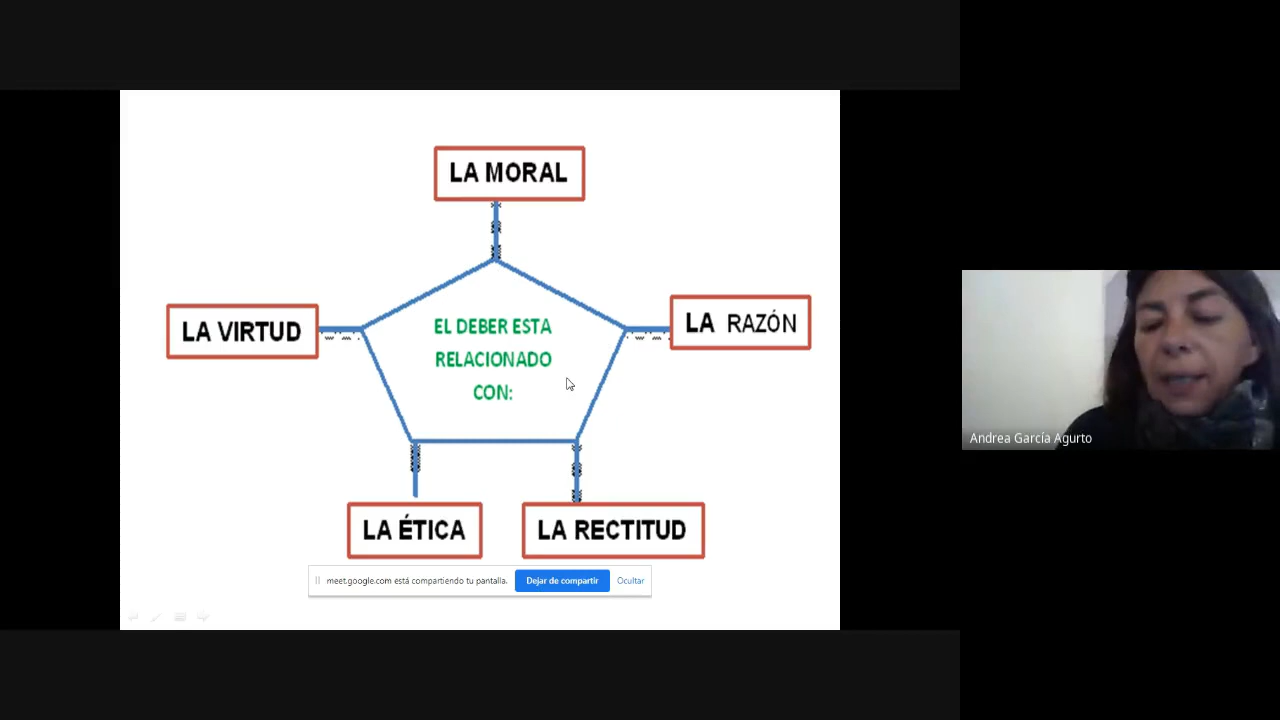 LA MORAL
LA VIRTUD
EL DEBER ESTA
RELACIONADO
CON:
LA RAZÓN
LA ÉTICA
LA RECTITUD
meet.google.com está compartiendo tu pantalla.
Dejar de compartir
Ocultar
Andrea García Agurto